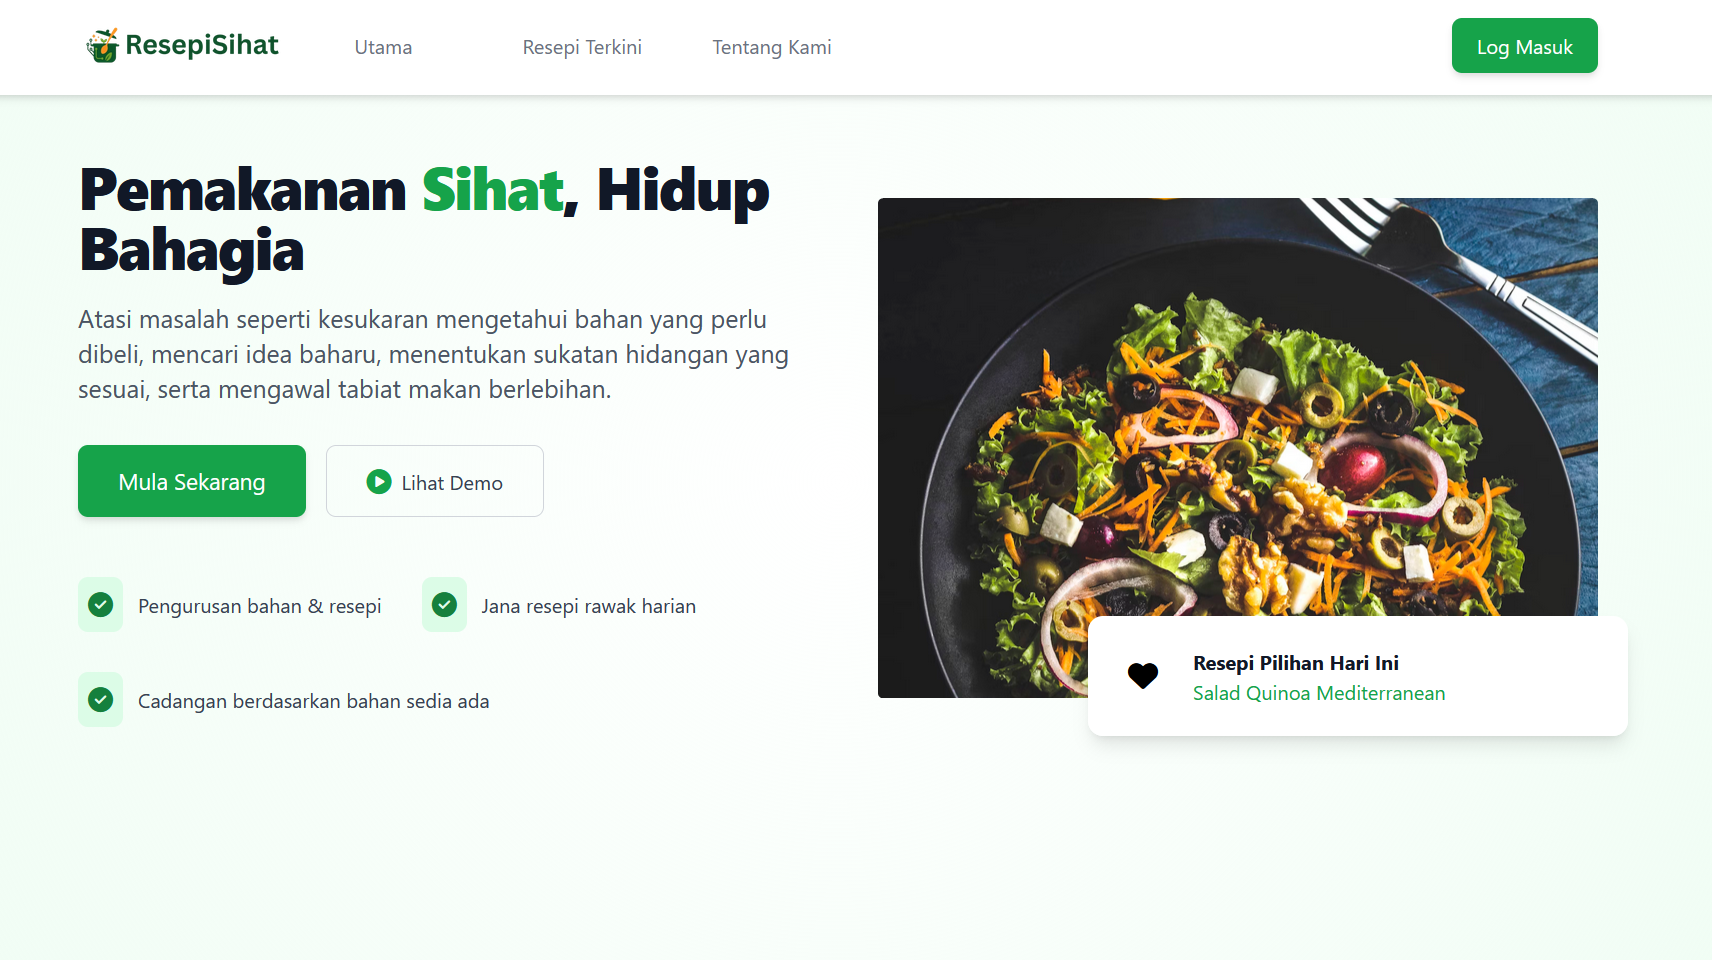 ResepiSihat
Utama
Resepi Terkini
Tentang Kami
Log Masuk
Pemakanan Sihat, Hidup
Bahagia
Atasi masalah seperti kesukaran mengetahui bahan yang perlu
dibeli, mencari idea baharu, menentukan sukatan hidangan yang
sesuai, serta mengawal tabiat makan berlebihan.
Mula Sekarang
Lihat Demo
Pengurusan bahan & resepi
Jana resepi rawak harian
Cadangan berdasarkan bahan sedia ada
Resepi Pilihan Hari Ini
Salad Quinoa Mediterranean